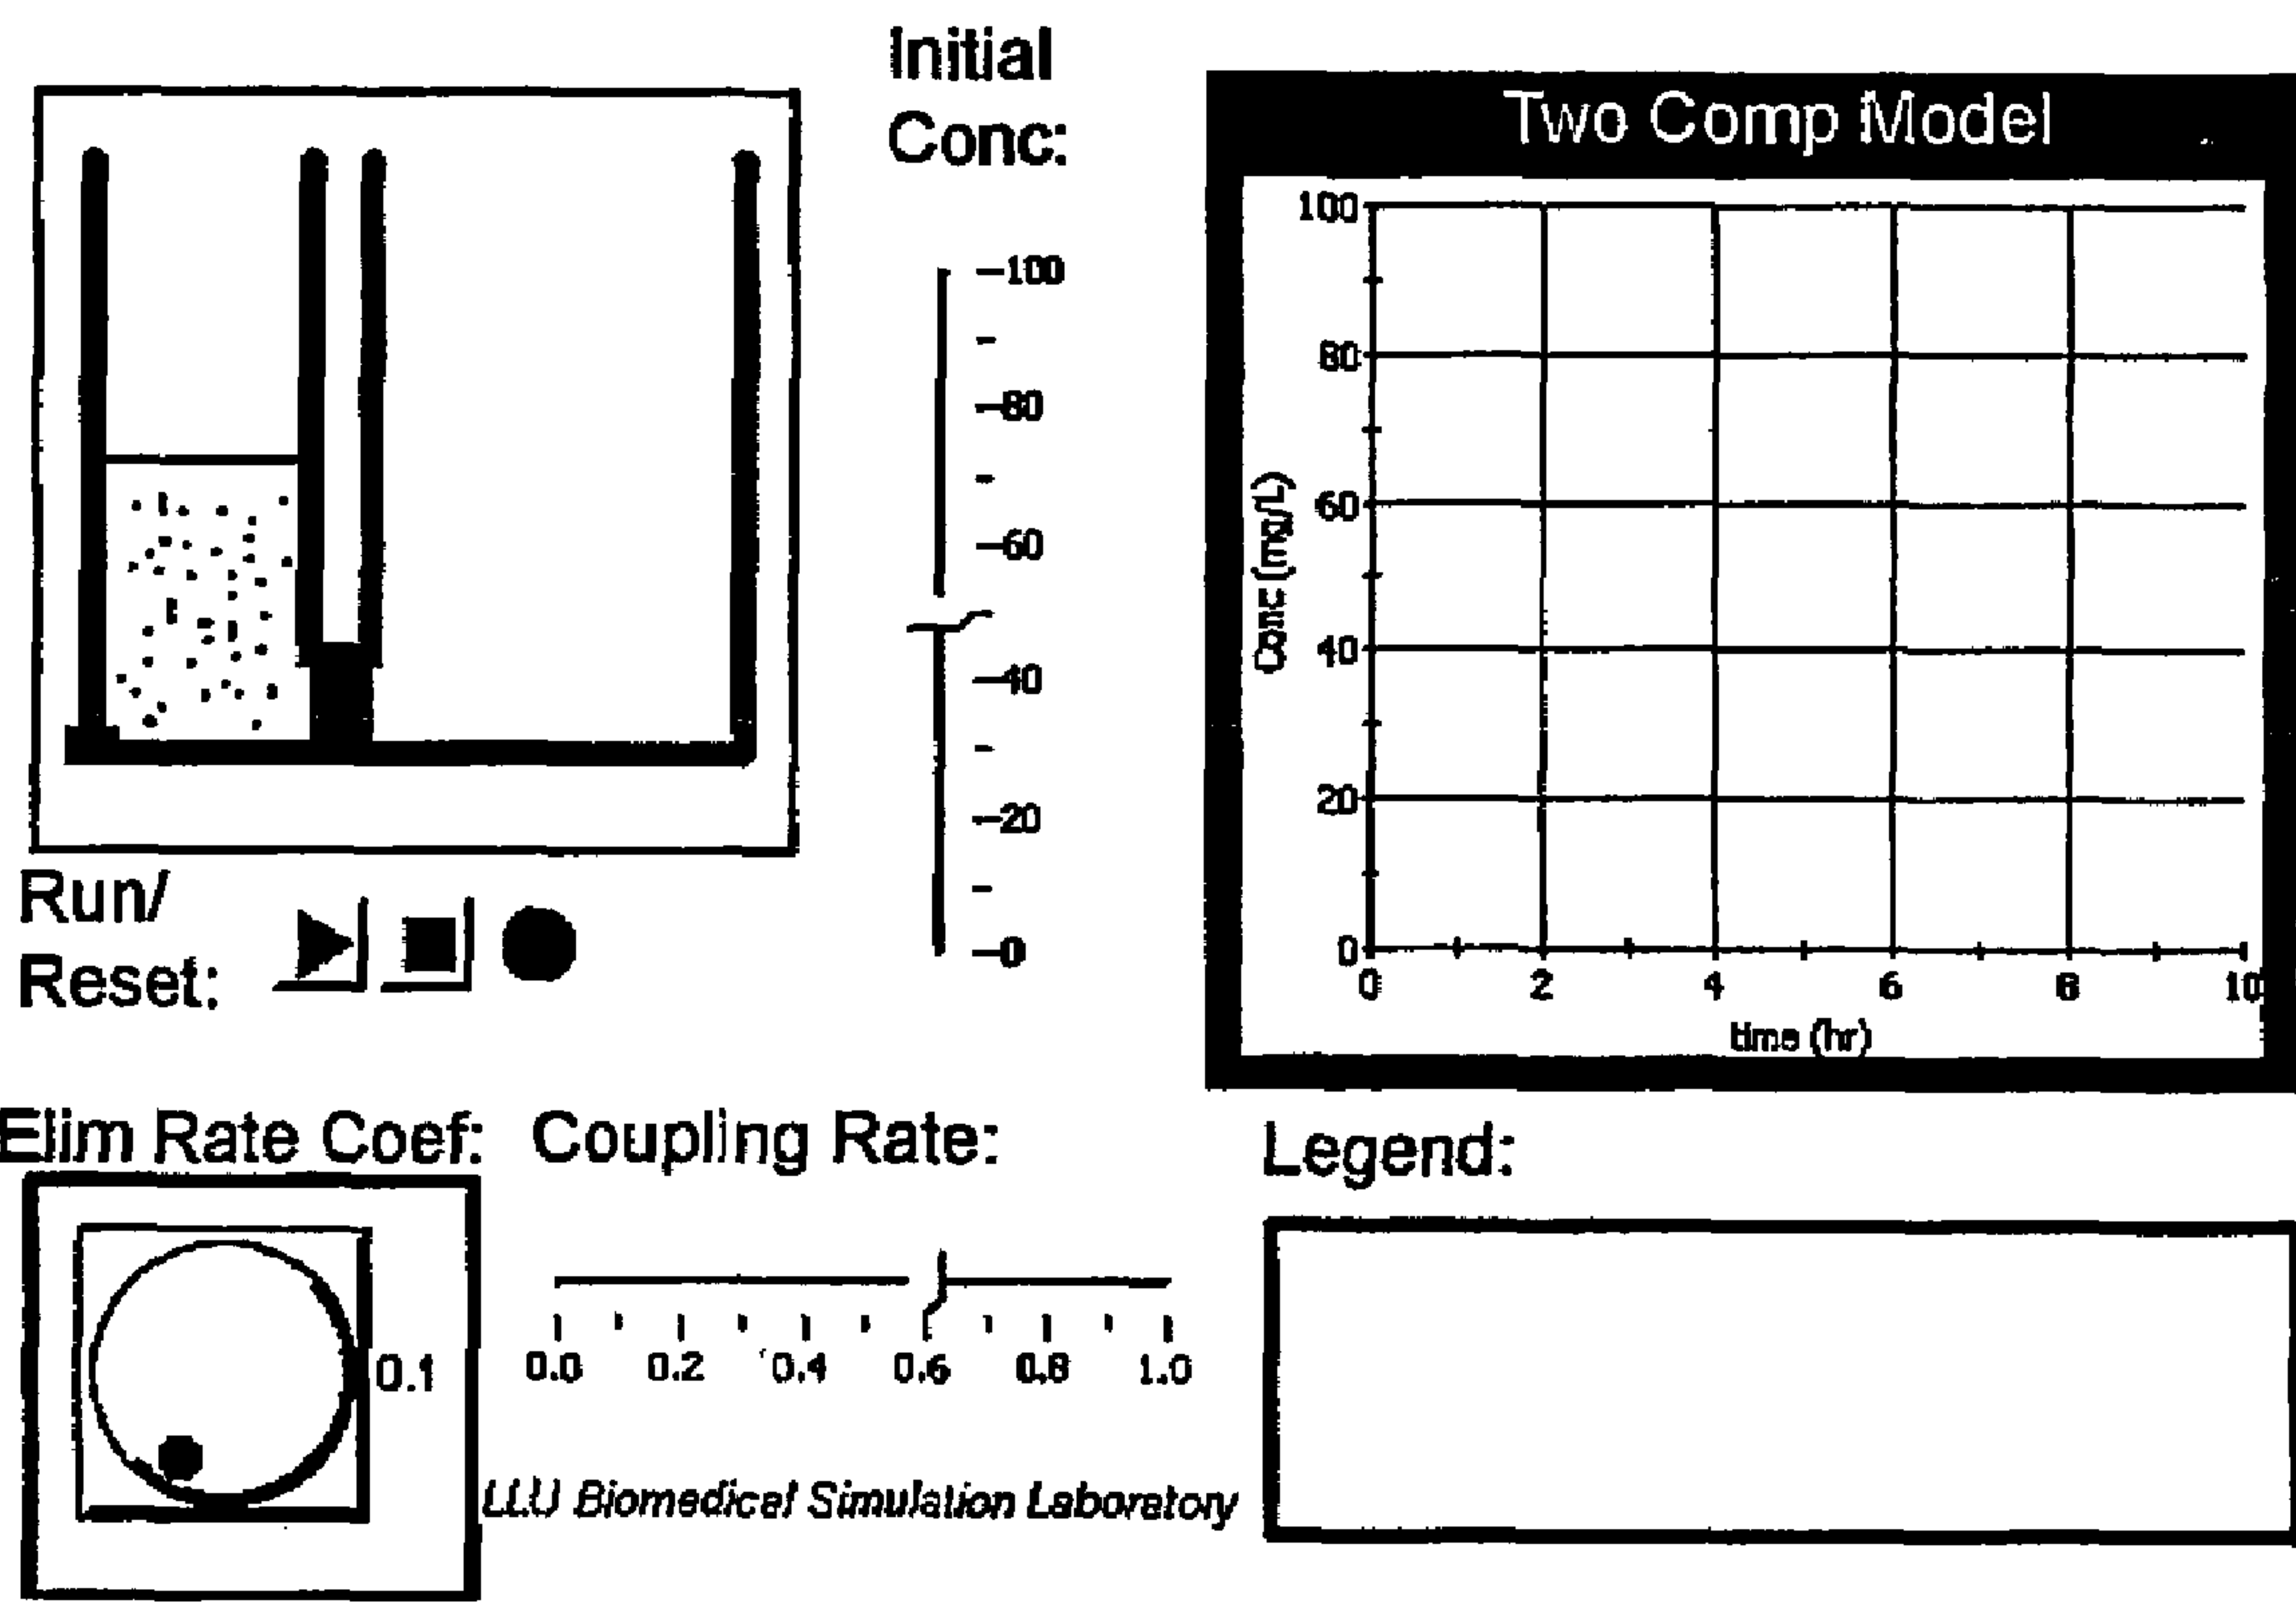 Initial
Conc:
100
80
60
40
20
0
Run/
Reset:
Two Comp Model
100
80
60
40
20
0
Conc (mg/L)
0 2 4 6 8 10
time (hr)
Elim Rate Coef:
0.1
Coupling Rate:
0.0 0.2 0.4 0.6 0.8 1.0
LLU Biomedical Simulation Laboratory
Legend: